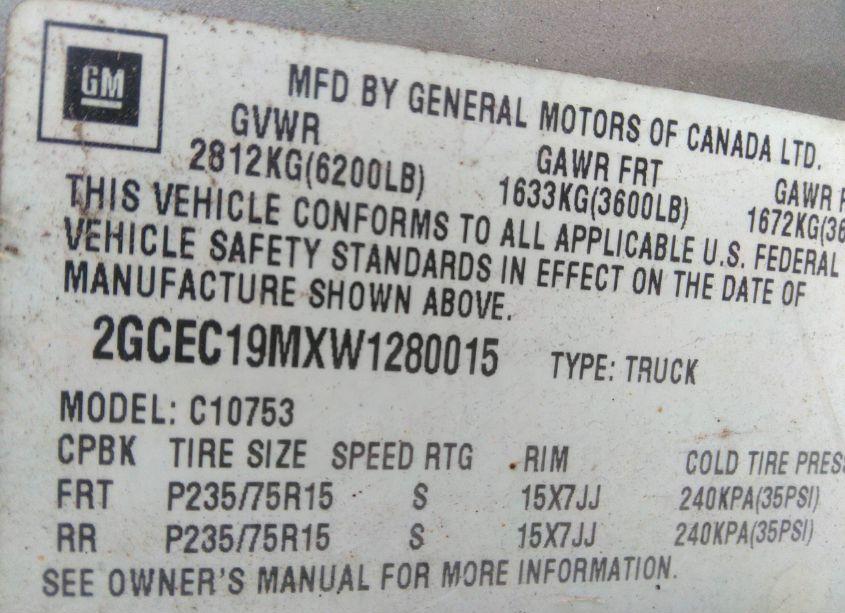 GM
MFD BY GENERAL MOTORS OF CANADA LTD.
GVWR GAWR FRT GAWR
2812KG(6200LB) 1633KG(3600LB) 1672KG(36
THIS VEHICLE CONFORMS TO ALL APPLICABLE U.S. FEDERAL
VEHICLE SAFETY STANDARDS IN EFFECT ON THE DATE OF
MANUFACTURE SHOWN ABOVE.
2GCEC19MXW1280015 TYPE: TRUCK
MODEL: C10753
CPBK TIRE SIZE SPEED RTG RIM COLD TIRE PRESS
FRT P235/75R15 S 15X7JJ 240KPA(35PSI)
RR P235/75R15 S 15X7JJ 240KPA(35PSI)
SEE OWNER'S MANUAL FOR MORE INFORMATION.